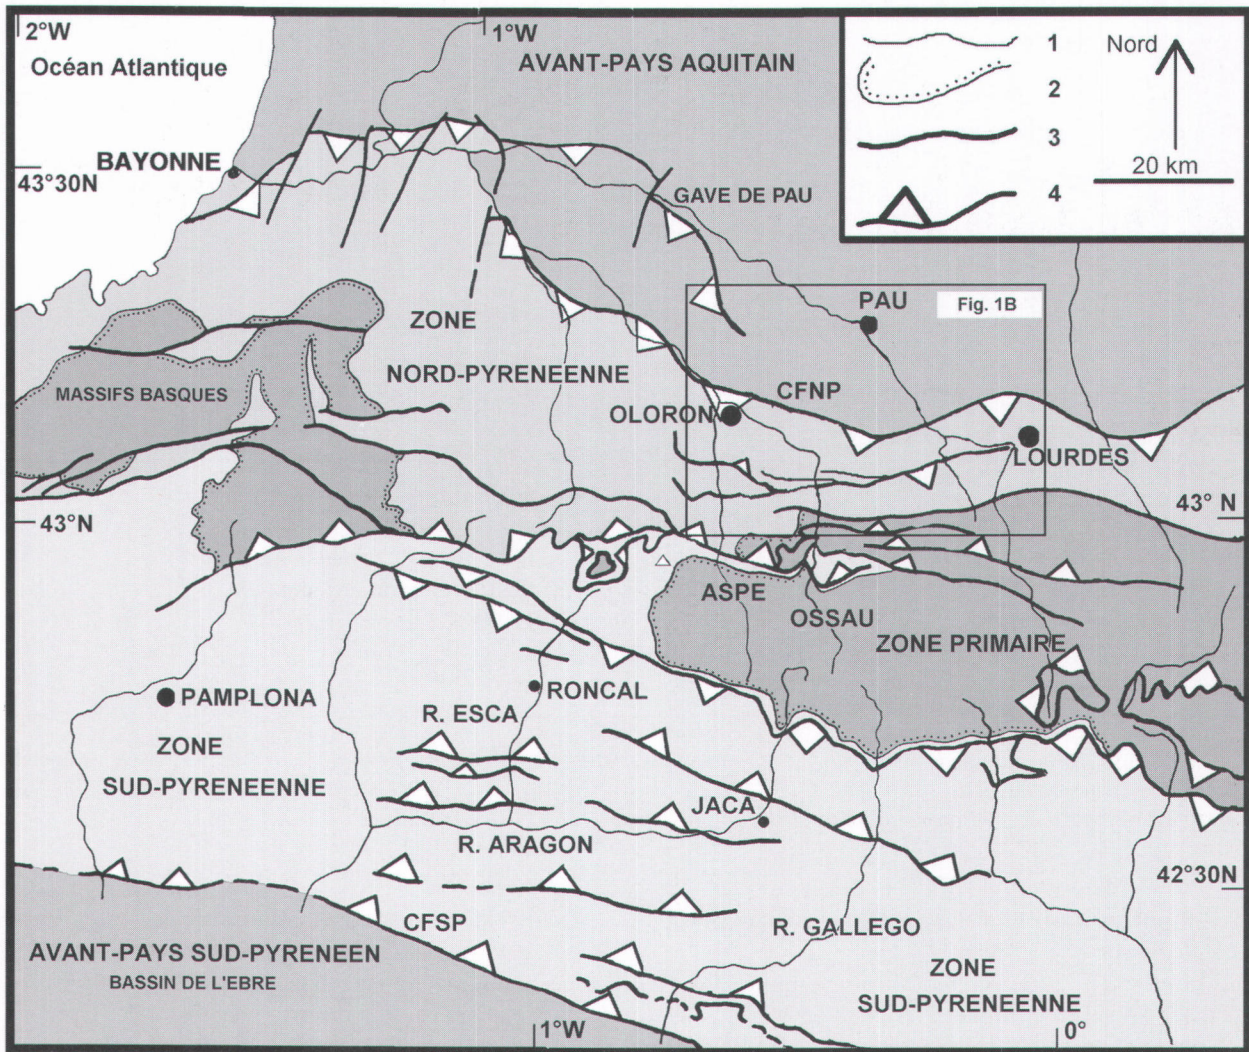 2°W
1°W
Océan Atlantique
AVANT-PAYS AQUITAIN
1
Nord
2
3
20 km
4
BAYONNE
43°30N
GAVE DE PAU
PAU
Fig. 1B
ZONE
NORD-PYRENEENNE
MASSIFS BASQUES
CFNP
OLORON
LOURDES
43°N
43° N
ASPE
OSSAU
ZONE PRIMAIRE
PAMPLONA
RONCAL
R. ESCA
ZONE
SUD-PYRENEENNE
JACA
R. ARAGON
42°30N
CFSP
R. GALLEGO
AVANT-PAYS SUD-PYRENEEN
BASSIN DE L'EBRE
ZONE
SUD-PYRENEENNE
1°W
0°